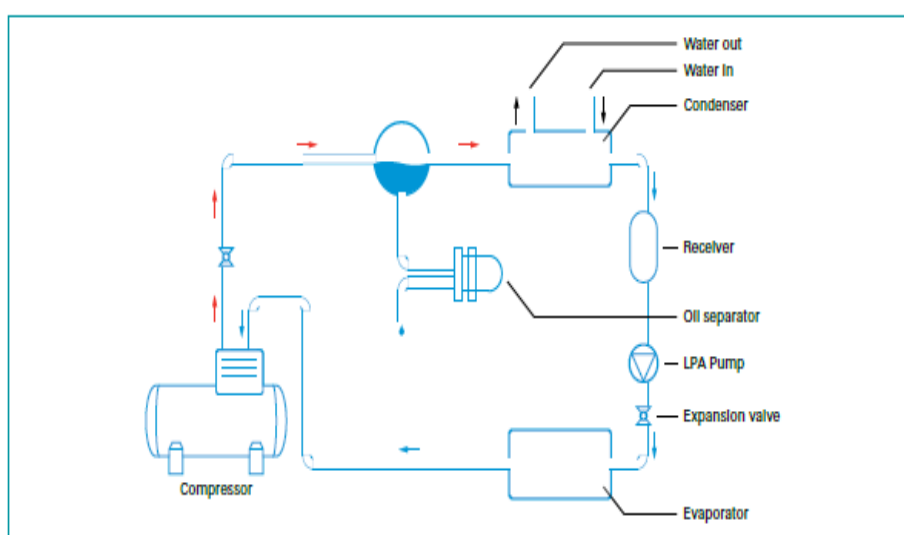 Water out
Water in
Condenser
Receiver
Oil separator
LPA Pump
Expansion valve
Compressor
Evaporator